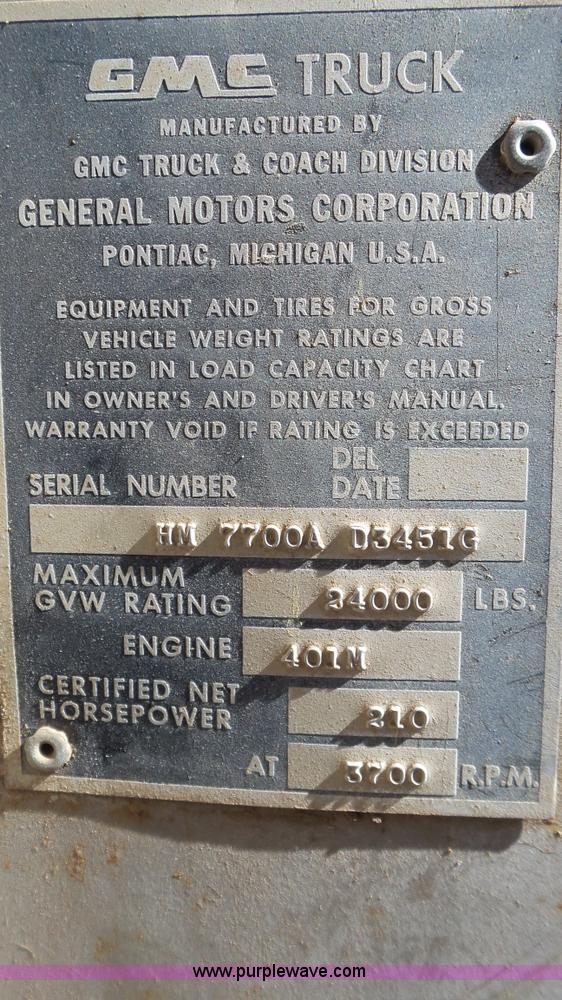 GMC TRUCK
MANUFACTURED BY
GMC TRUCK & COACH DIVISION
GENERAL MOTORS CORPORATION
PONTIAC, MICHIGAN U.S.A.
EQUIPMENT AND TIRES FOR GROSS
VEHICLE WEIGHT RATINGS ARE
LISTED IN LOAD CAPACITY CHART
IN OWNER'S AND DRIVER'S MANUAL.
WARRANTY VOID IF RATING IS EXCEEDED
DEL
SERIAL NUMBER DATE
HM 7700A D3451G
MAXIMUM
GVW RATING 24000 LBS.
ENGINE 401M
CERTIFIED NET
HORSEPOWER 210
AT 3700 R.P.M.
www.purplewave.com